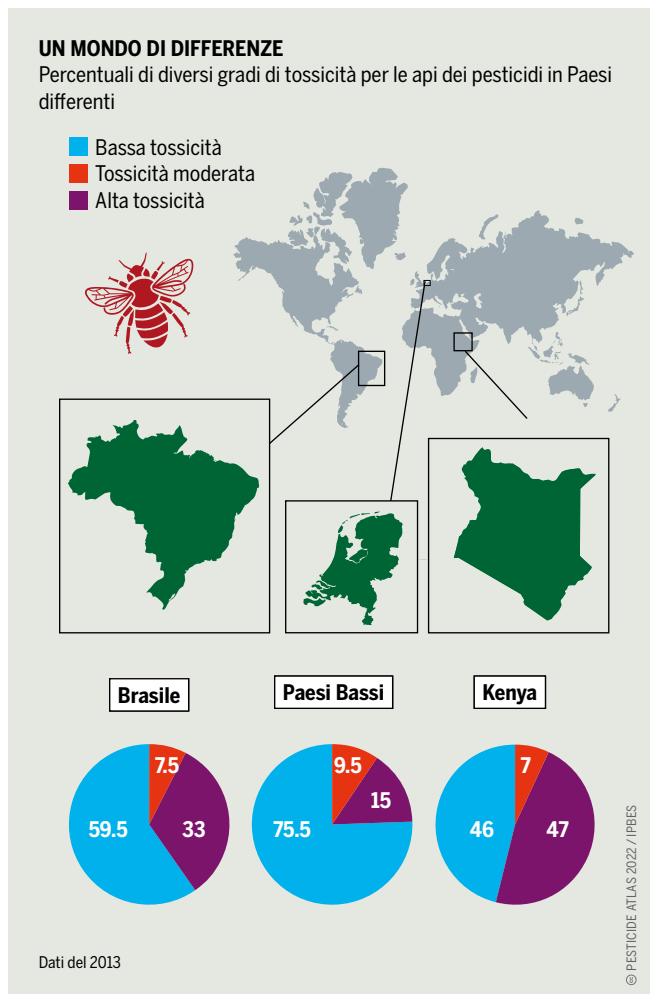 UN MONDO DI DIFFERENZE
Percentuali di diversi gradi di tossicità per le api dei pesticidi in Paesi
differenti
Bassa tossicità
Tossicità moderata
Alta tossicità
Brasile
Paesi Bassi
Kenya
7.5
59.5
33
9.5
15
75.5
7
46
47
Dati del 2013
PESTICIDE ATLAS 2022 / IPBES